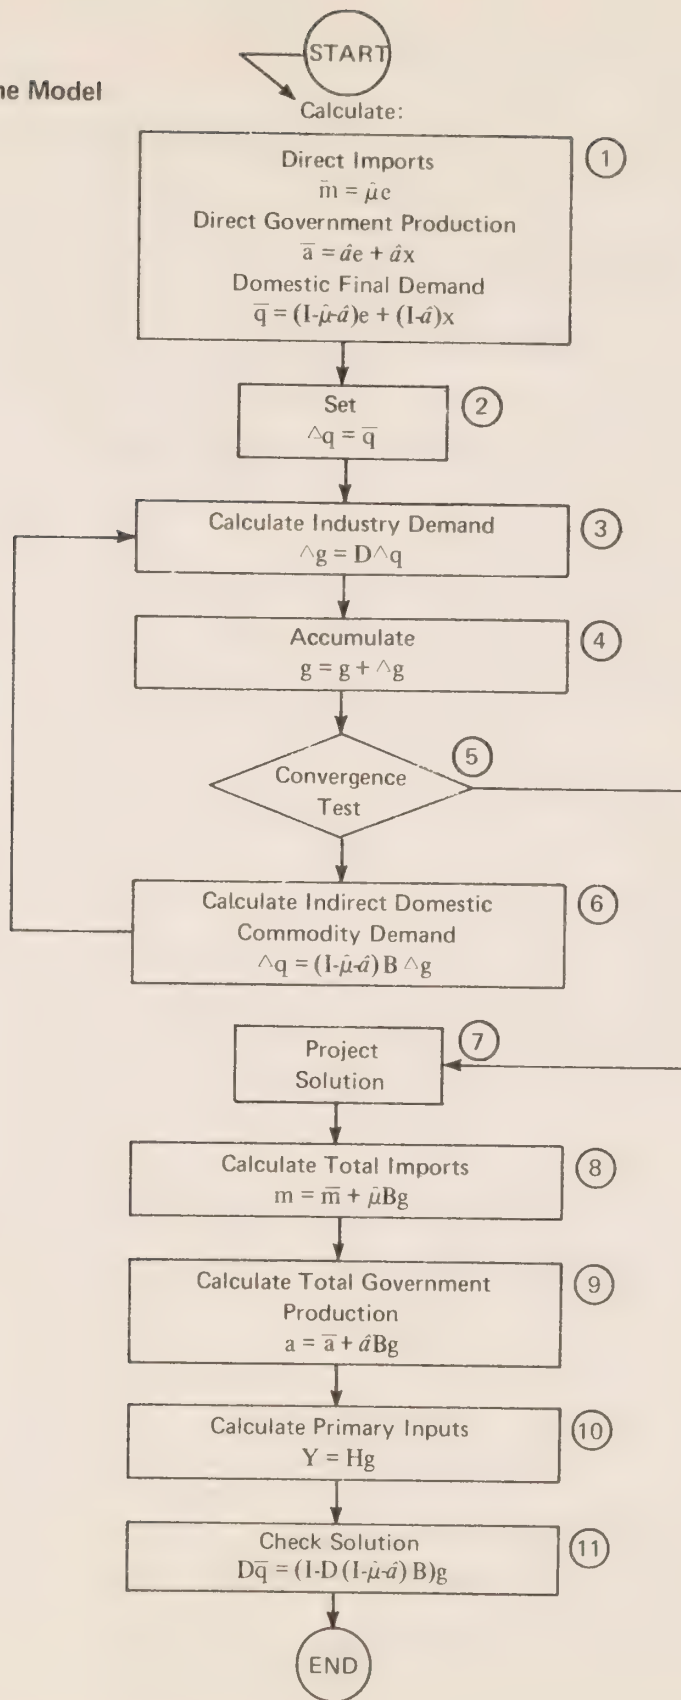 START
ne Model
Calculate:
1
Direct Imports
m̄ = μ̂e
Direct Government Production
a̅ = âe + âx
Domestic Final Demand
q̅ = (I-μ̂-â)e + (I-â)x
Set
2
△q = q̅
Calculate Industry Demand
3
△g = D△q
Accumulate
4
g = g + △g
5
Convergence
Test
Calculate Indirect Domestic
6
Commodity Demand
△q = (I-μ̂-â) B △g
7
Project
Solution
Calculate Total Imports
8
m = m̅ + μ̂Bg
Calculate Total Government
9
Production
a = a̅ + âBg
Calculate Primary Inputs
10
Y = Hg
Check Solution
11
Dq̅ = (I-D (I-μ̂-â) B)g
END